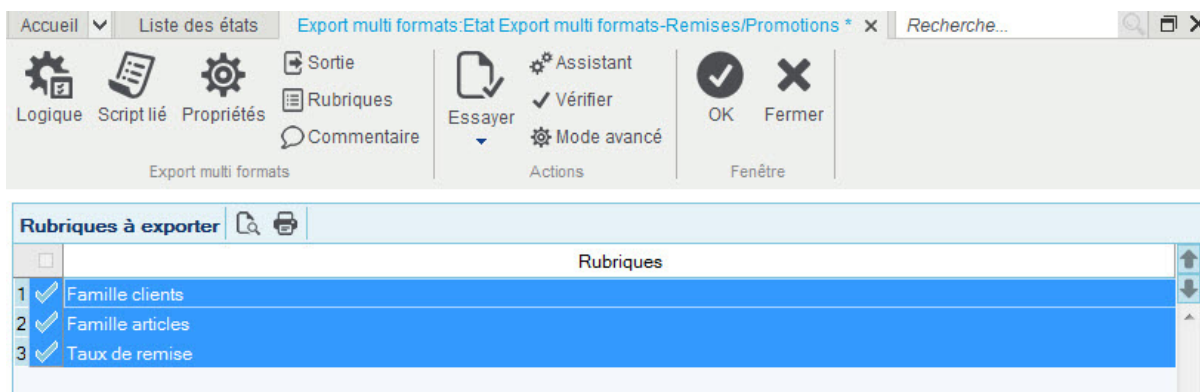 Accueil Liste des états Export multi formats:Etat Export multi formats-Remises/Promotions * x Recherche...
Logique Script lié Propriétés Sortie Rubriques Commentaire Essayer Assistant Vérifier Mode avancé OK Fermer
Export multi formats Actions Fenêtre
Rubriques à exporter
Rubriques
1 Famille clients
2 Famille articles
3 Taux de remise